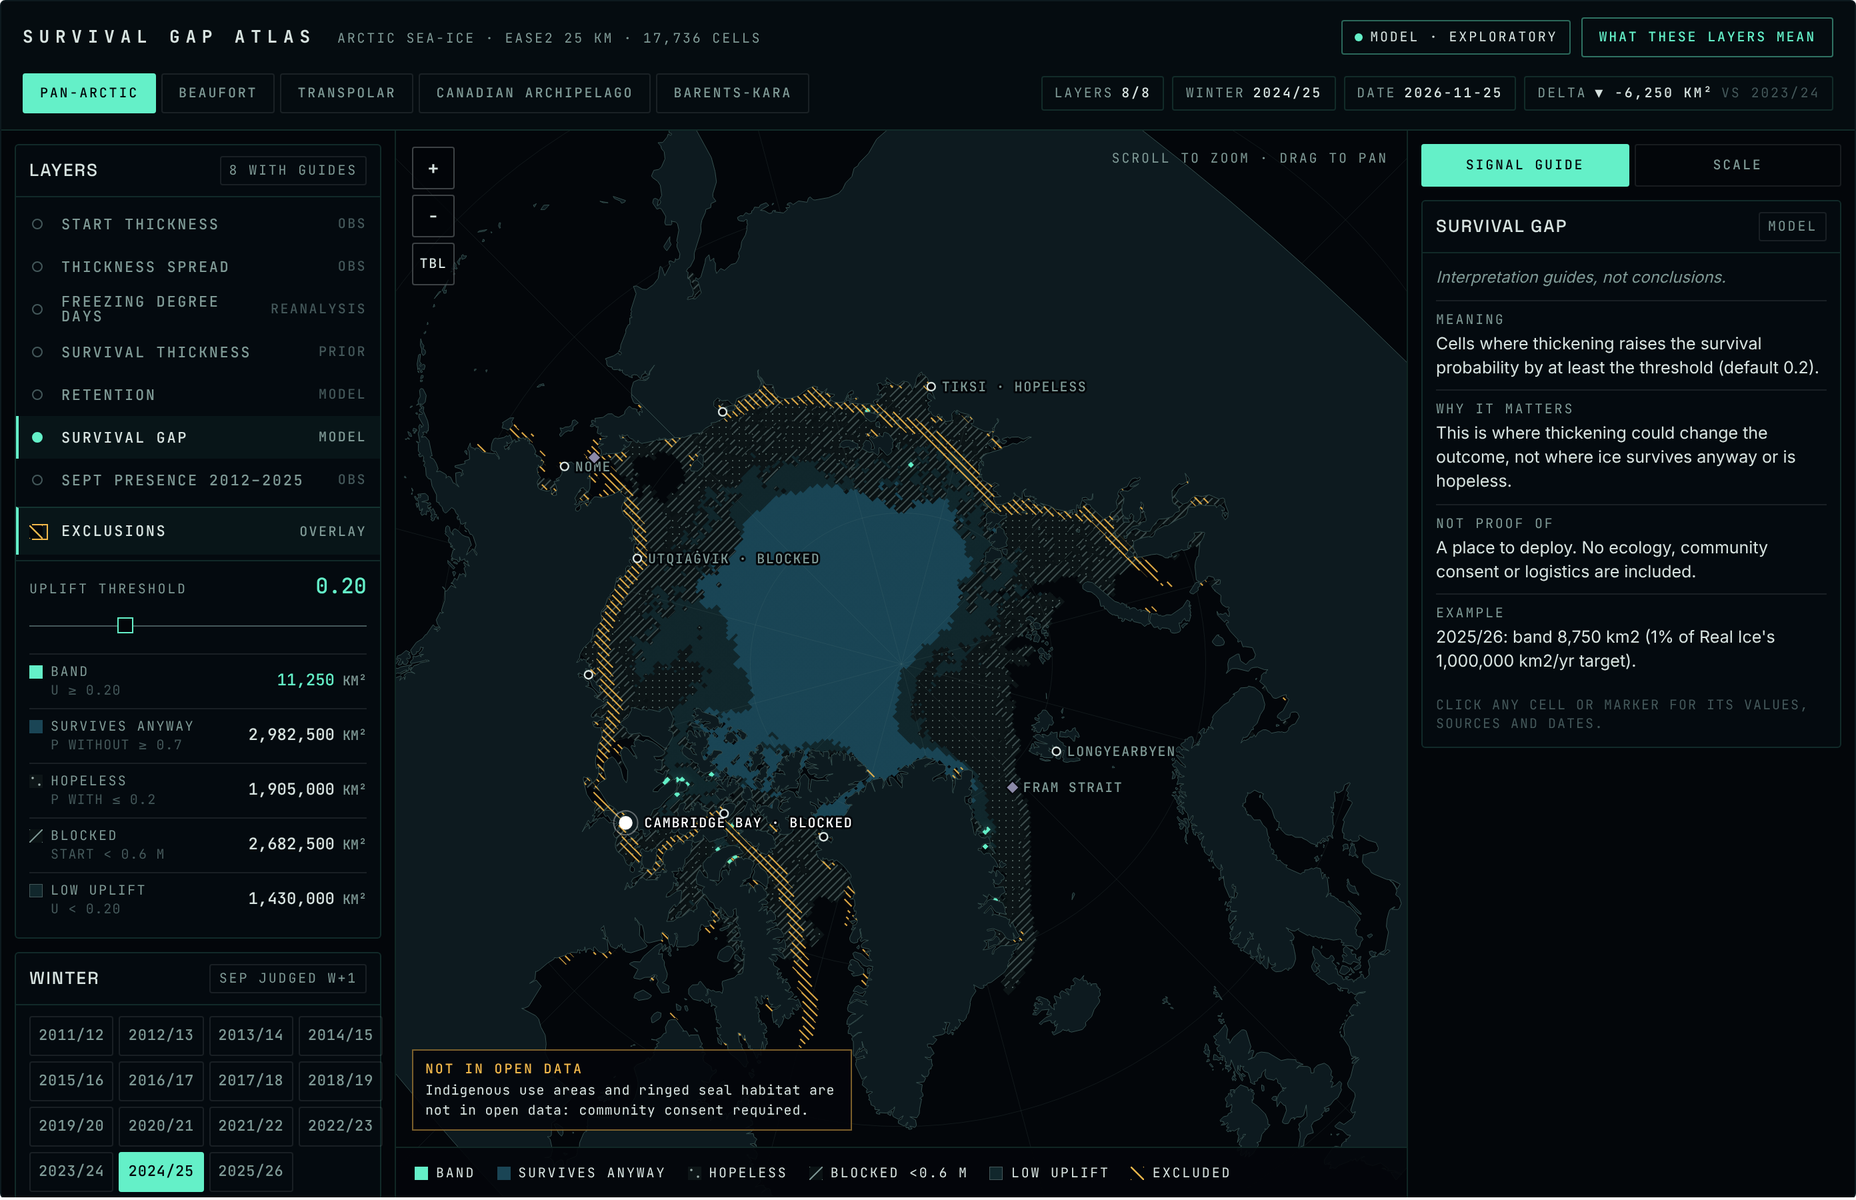 SURVIVAL GAP ATLAS
ARCTIC SEA-ICE · EASE2 25 KM · 17,736 CELLS
MODEL · EXPLORATORY
WHAT THESE LAYERS MEAN
PAN-ARCTIC
BEAUFORT
TRANSPOLAR
CANADIAN ARCHIPELAGO
BARENTS-KARA
LAYERS 8/8
WINTER 2024/25
DATE 2026-11-25
DELTA ▼ -6,250 KM² VS 2023/24
LAYERS
8 WITH GUIDES
START THICKNESS OBS
THICKNESS SPREAD OBS
FREEZING DEGREE
DAYS
REANALYSIS
SURVIVAL THICKNESS PRIOR
RETENTION MODEL
SURVIVAL GAP MODEL
SEPT PRESENCE 2012–2025 OBS
EXCLUSIONS OVERLAY
UPLIFT THRESHOLD 0.20
BAND
U ≥ 0.20
11,250 KM²
SURVIVES ANYWAY
P WITHOUT ≥ 0.7
2,982,500 KM²
HOPELESS
P WITH ≤ 0.2
1,905,000 KM²
BLOCKED
START < 0.6 M
2,682,500 KM²
LOW UPLIFT
U < 0.20
1,430,000 KM²
WINTER
SEP JUDGED W+1
2011/12 2012/13 2013/14 2014/15
2015/16 2016/17 2017/18 2018/19
2019/20 2020/21 2021/22 2022/23
2023/24 2024/25 2025/26
+
-
TBL
SCROLL TO ZOOM · DRAG TO PAN
TIKSI · HOPELESS
NOME
UTQIAĠVIK · BLOCKED
LONGYEARBYEN
FRAM STRAIT
CAMBRIDGE BAY · BLOCKED
NOT IN OPEN DATA
Indigenous use areas and ringed seal habitat are
not in open data: community consent required.
BAND
SURVIVES ANYWAY
HOPELESS
BLOCKED <0.6 M
LOW UPLIFT
EXCLUDED
SIGNAL GUIDE
SCALE
SURVIVAL GAP
MODEL
Interpretation guides, not conclusions.
MEANING
Cells where thickening raises the survival
probability by at least the threshold (default 0.2).
WHY IT MATTERS
This is where thickening could change the
outcome, not where ice survives anyway or is
hopeless.
NOT PROOF OF
A place to deploy. No ecology, community
consent or logistics are included.
EXAMPLE
2025/26: band 8,750 km2 (1% of Real Ice's
1,000,000 km2/yr target).
CLICK ANY CELL OR MARKER FOR ITS VALUES,
SOURCES AND DATES.